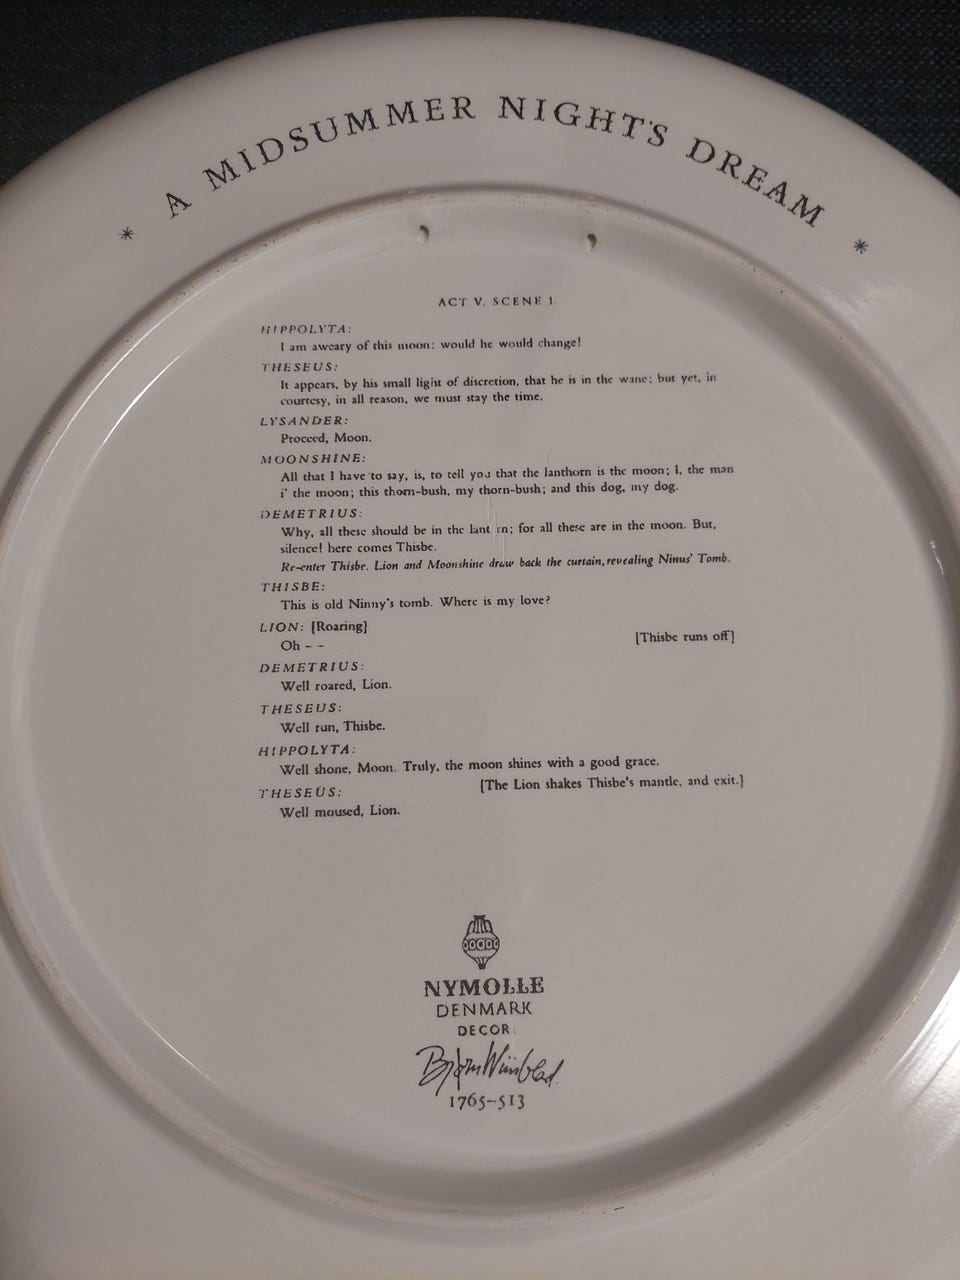 * A MIDSUMMER NIGHT'S DREAM *
ACT V. SCENE I.
HIPPOLYTA:
I am aweary of this moon: would he would change!
THESEUS:
It appears, by his small light of discretion, that he is in the wane; but yet, in
courtesy, in all reason, we must stay the time.
LYSANDER:
Proceed, Moon.
MOONSHINE:
All that I have to say, is, to tell you that the lanthorn is the moon; I, the man
i' the moon; this thorn-bush, my thorn-bush; and this dog, my dog.
DEMETRIUS:
Why, all these should be in the; for all these are in the moon. But,
silence! here comes Thisbe.
Re-enter Thisbe. Lion and Moonshine draw back the curtain, revealing Ninus' Tomb.
THISBE:
This is old Ninny's tomb. Where is my love?
LION: [Roaring]
Oh - - [Thisbe runs off]
DEMETRIUS:
Well roared, Lion.
THESEUS:
Well run, Thisbe.
HIPPOLYTA:
Well shone, Moon. Truly, the moon shines with a good grace.
[The Lion shakes Thisbe's mantle, and exit.]
THESEUS:
Well moused, Lion.
NYMOLLE
DENMARK
DECOR:
Bjørn Wiinblad.
1765-513